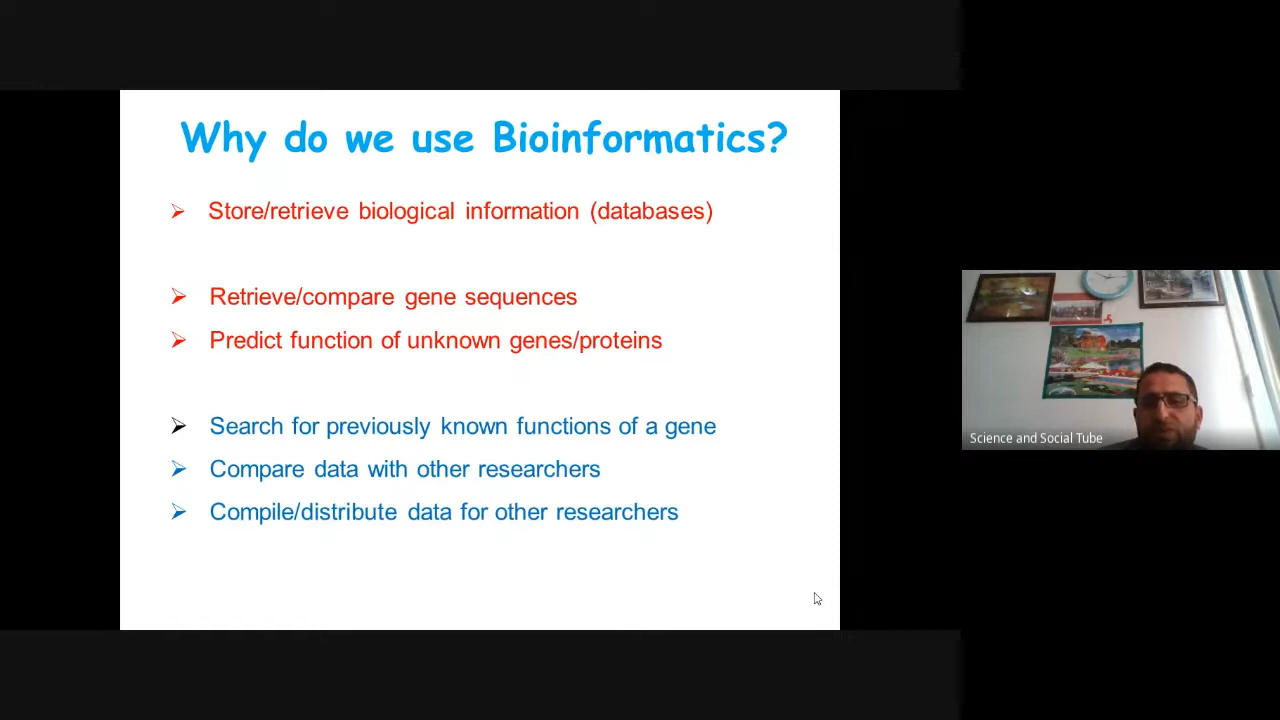 Why do we use Bioinformatics?
Store/retrieve biological information (databases)
Retrieve/compare gene sequences
Predict function of unknown genes/proteins
Search for previously known functions of a gene
Compare data with other researchers
Compile/distribute data for other researchers
Science and Social Tube